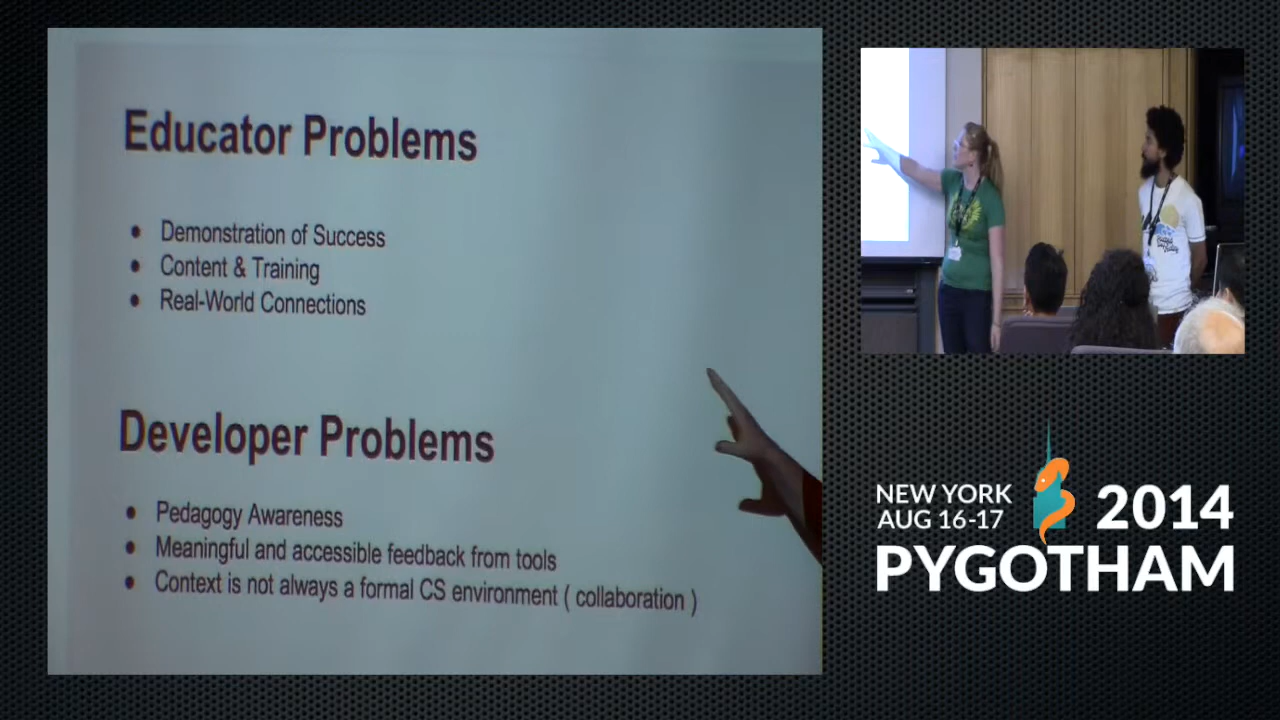 Educator Problems
• Demonstration of Success
• Content & Training
• Real-World Connections
Developer Problems
• Pedagogy Awareness
• Meaningful and accessible feedback from tools
• Context is not always a formal CS environment ( collaboration )
NEW YORK
AUG 16-17
2014
PYGOTHAM